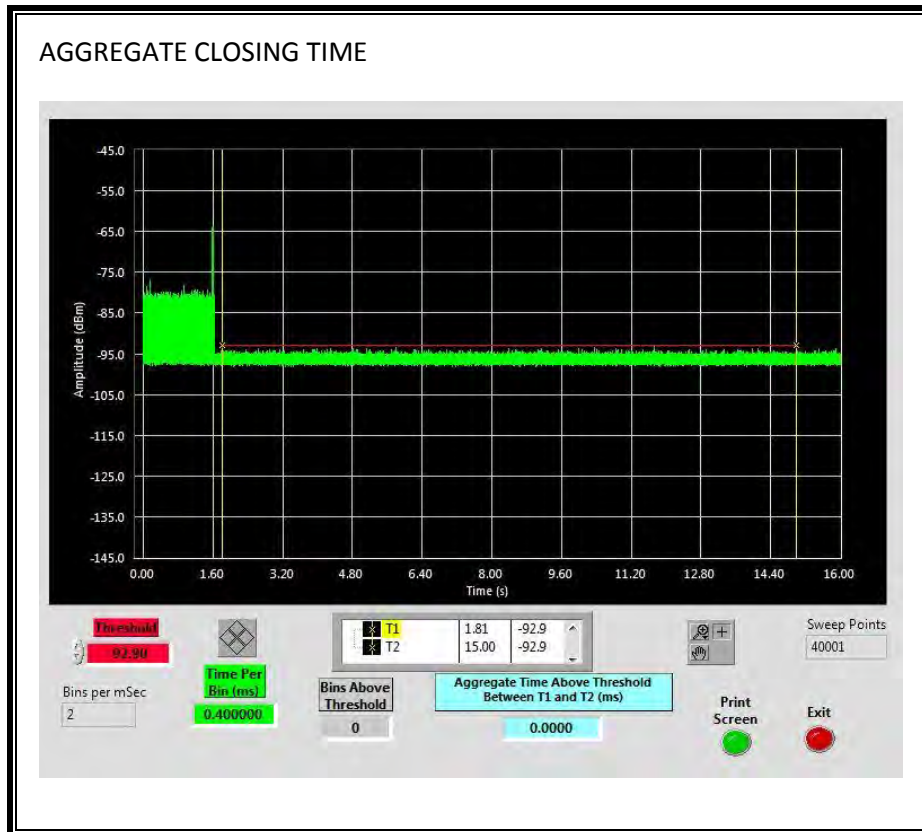 AGGREGATE CLOSING TIME
-45.0
-55.0
-65.0
-75.0
-85.0
-95.0
-105.0
-115.0
-125.0
-135.0
-145.0
Amplitude (dBm)
0.00 1.60 3.20 4.80 6.40 8.00 9.60 11.20 12.80 14.40 16.00
Time (s)
Threshold
92.90
Bins per mSec
2
Time Per
Bin (ms)
0.400000
T1 1.81 -92.9
T2 15.00 -92.9
Bins Above
Threshold
0
Aggregate Time Above Threshold
Between T1 and T2 (ms)
0.0000
Sweep Points
40001
Print
Screen
Exit